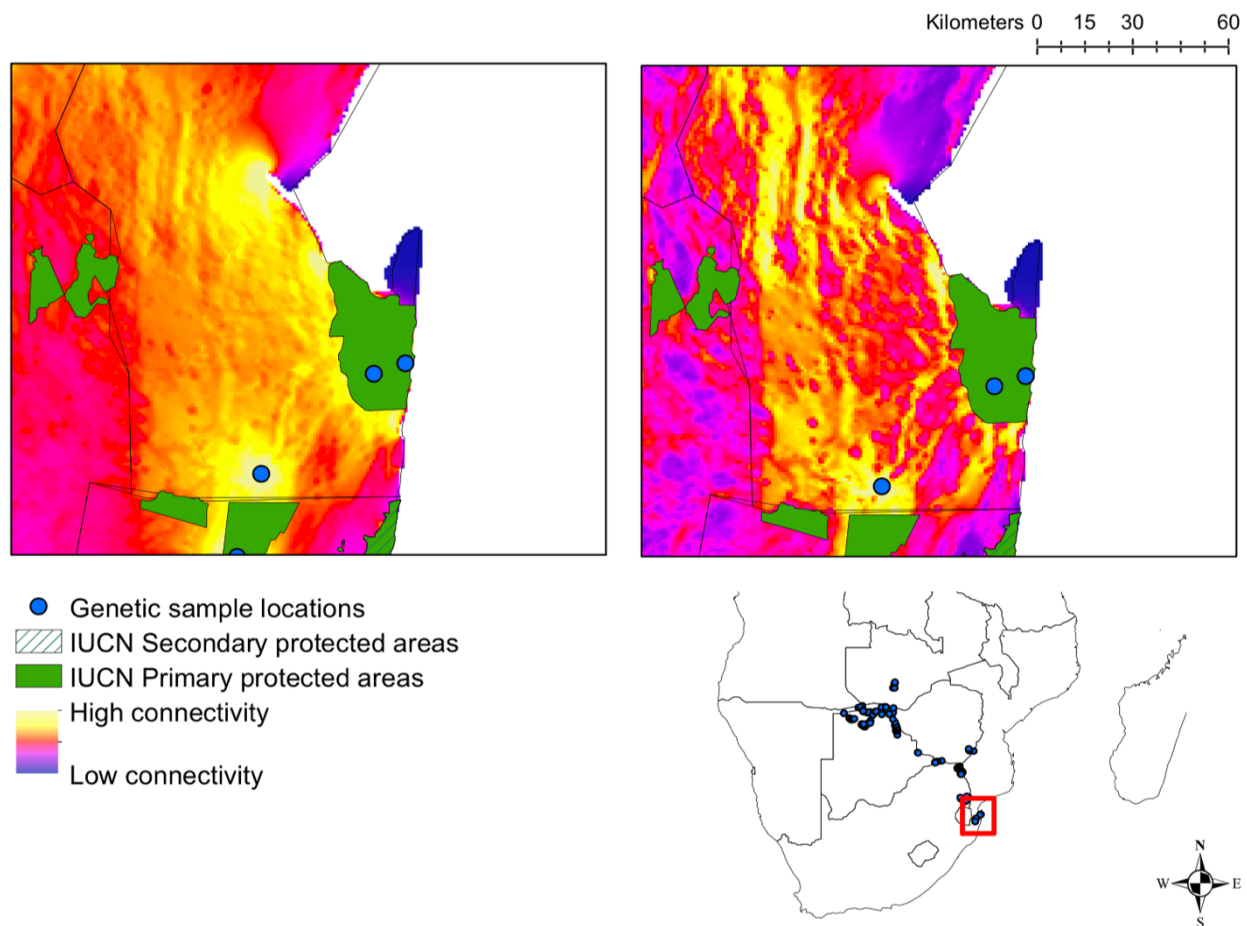 Kilometers 0 15 30 60
Genetic sample locations
IUCN Secondary protected areas
IUCN Primary protected areas
High connectivity
Low connectivity
N
W E
S